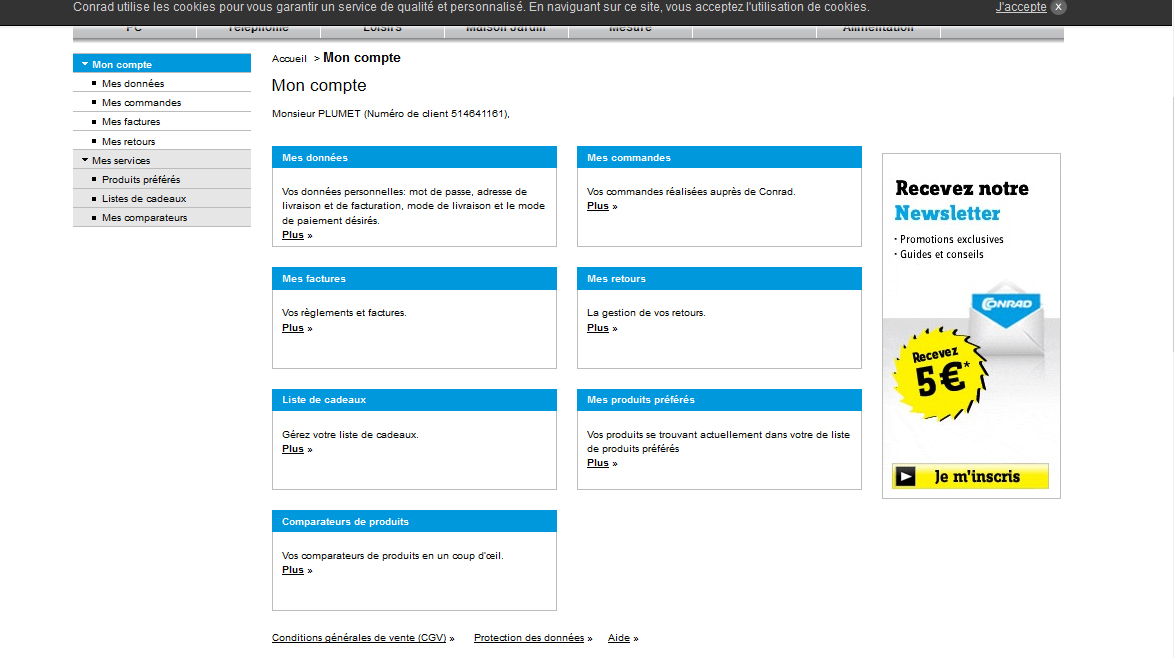 Conrad utilise les cookies pour vous garantir un service de qualité et personnalisé. En naviguant sur ce site, vous acceptez l'utilisation de cookies.
J'accepte x
PC Téléphone Loisirs Maison Jardin Mesure Alimentation
Mon compte
Mes données
Mes commandes
Mes factures
Mes retours
Mes services
Produits préférés
Listes de cadeaux
Mes comparateurs
Accueil > Mon compte
Mon compte
Monsieur PLUMET (Numéro de client 514641161),
Mes données
Vos données personnelles: mot de passe, adresse de
livraison et de facturation, mode de livraison et le mode
de paiement désirés.
Plus »
Mes commandes
Vos commandes réalisées auprès de Conrad.
Plus »
Mes factures
Vos règlements et factures.
Plus »
Mes retours
La gestion de vos retours.
Plus »
Liste de cadeaux
Gérez votre liste de cadeaux.
Plus »
Mes produits préférés
Vos produits se trouvant actuellement dans votre de liste
de produits préférés
Plus »
Comparateurs de produits
Vos comparateurs de produits en un coup d'œil.
Plus »
Recevez notre
Newsletter
· Promotions exclusives
· Guides et conseils
CONRAD
Recevez
5€*
Je m'inscris
Conditions générales de vente (CGV) » Protection des données » Aide »